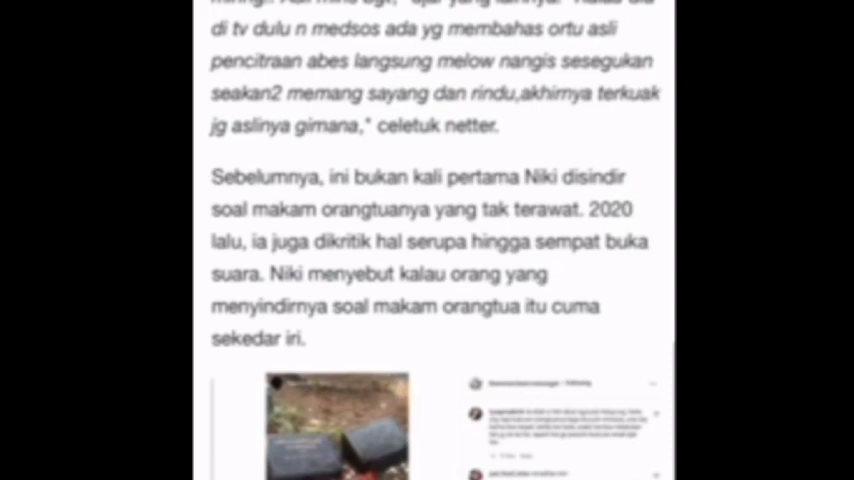 di tv dulu n medsos ada yg membahas ortu asli
pencitraan abes langsung melow nangis sesegukan
seakan2 memang sayang dan rindu,akhirnya terkuak
jg aslinya gimana," celetuk netter.
Sebelumnya, ini bukan kali pertama Niki disindir
soal makam orangtuanya yang tak terawat. 2020
lalu, ia juga dikritik hal serupa hingga sempat buka
suara. Niki menyebut kalau orang yang
menyindirnya soal makam orangtua itu cuma
sekedar iri.